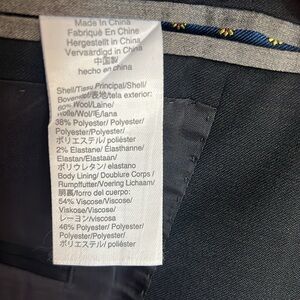 Made In China
Fabriqué En Chine
Hergestellt in China
Vervaardigd in China
中国製
hecho en china
Shell/Tissu Principal/Shell/
Bovenstof/表地/tela exterior:
60% Wool/Laine/
Wolle/Wol/毛/lana
38% Polyester/Polyester/
Polyester/Polyester/
ポリエステル/ poliéster
2% Elastane/ Élasthanne/
Elastan/Elastaan/
ポリウレタン/ elastano
Body Lining/ Doublure Corps /
Rumpffutter/Voering Lichaam/
胴裏/forro del cuerpo:
54% Viscose/Viscose/
Viskose/Viscose/
レーヨン/viscosa
46% Polyester/ Polyester/
Polyester/ Polyester/
ポリエステル/ poliéster